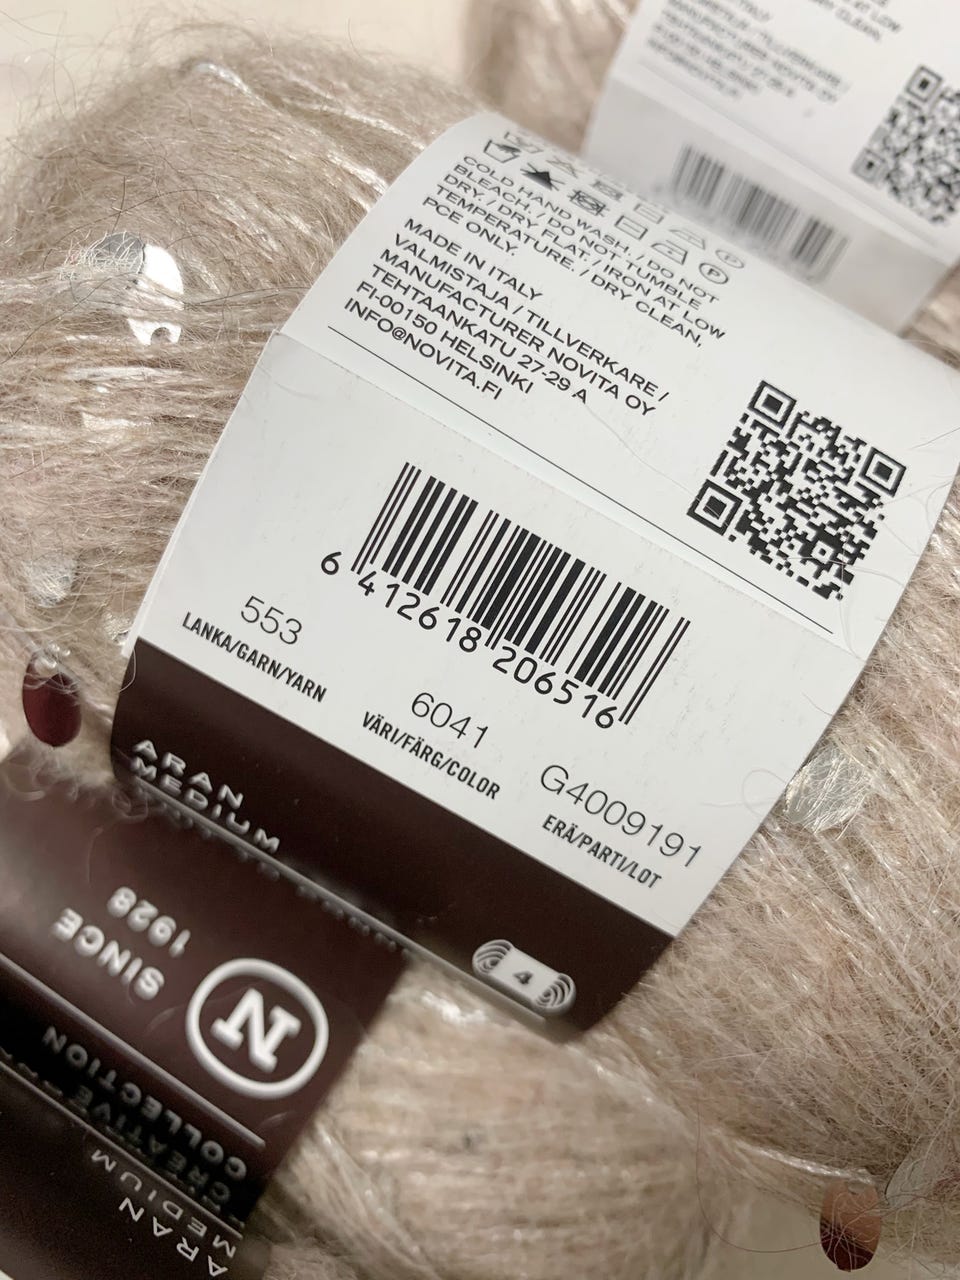 COLD HAND WASH. / DO NOT
BLEACH. / DO NOT TUMBLE
DRY. / DRY FLAT. / IRON AT LOW
TEMPERATURE. / DRY CLEAN,
PCE ONLY.
MADE IN ITALY
VALMISTAJA / TILLVERKARE /
MANUFACTURER NOVITA OY
TEHTAANKATU 27-29 A
FI-00150 HELSINKI
INFO@NOVITA.FI
6 412618 206516
553
LANKA/GARN/YARN
6041
VÄRI/FÄRG/COLOR
G4009191
ERÄ/PARTI/LOT
ARAN
MEDIUM
4
SINCE
1928
N
CREATIVE
COLLECTION
ARAN
MEDIUM